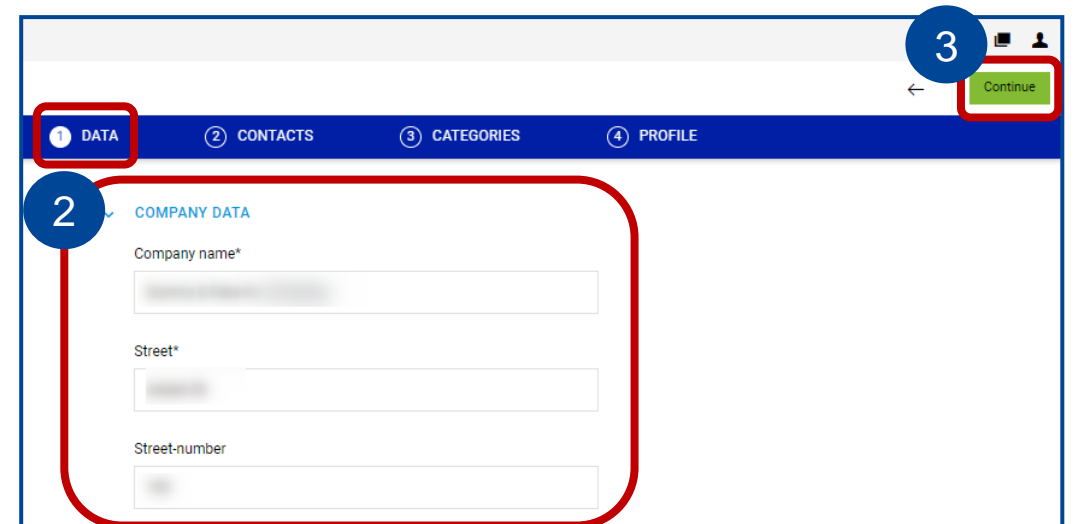 3
Continue
1 DATA 2 CONTACTS 3 CATEGORIES 4 PROFILE
2
COMPANY DATA
Company name*
Street*
Street-number